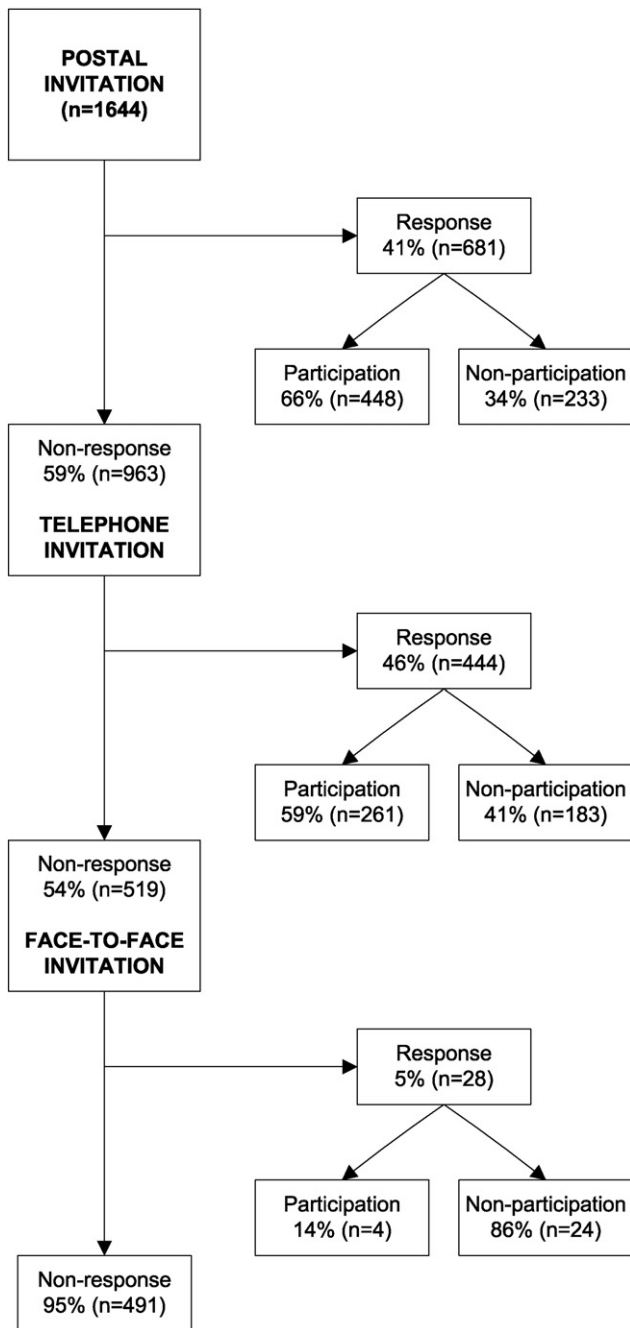 POSTAL
INVITATION
(n=1644)
Response
41% (n=681)
Participation
66% (n=448)
Non-participation
34% (n=233)
Non-response
59% (n=963)
TELEPHONE
INVITATION
Response
46% (n=444)
Participation
59% (n=261)
Non-participation
41% (n=183)
Non-response
54% (n=519)
FACE-TO-FACE
INVITATION
Response
5% (n=28)
Participation
14% (n=4)
Non-participation
86% (n=24)
Non-response
95% (n=491)